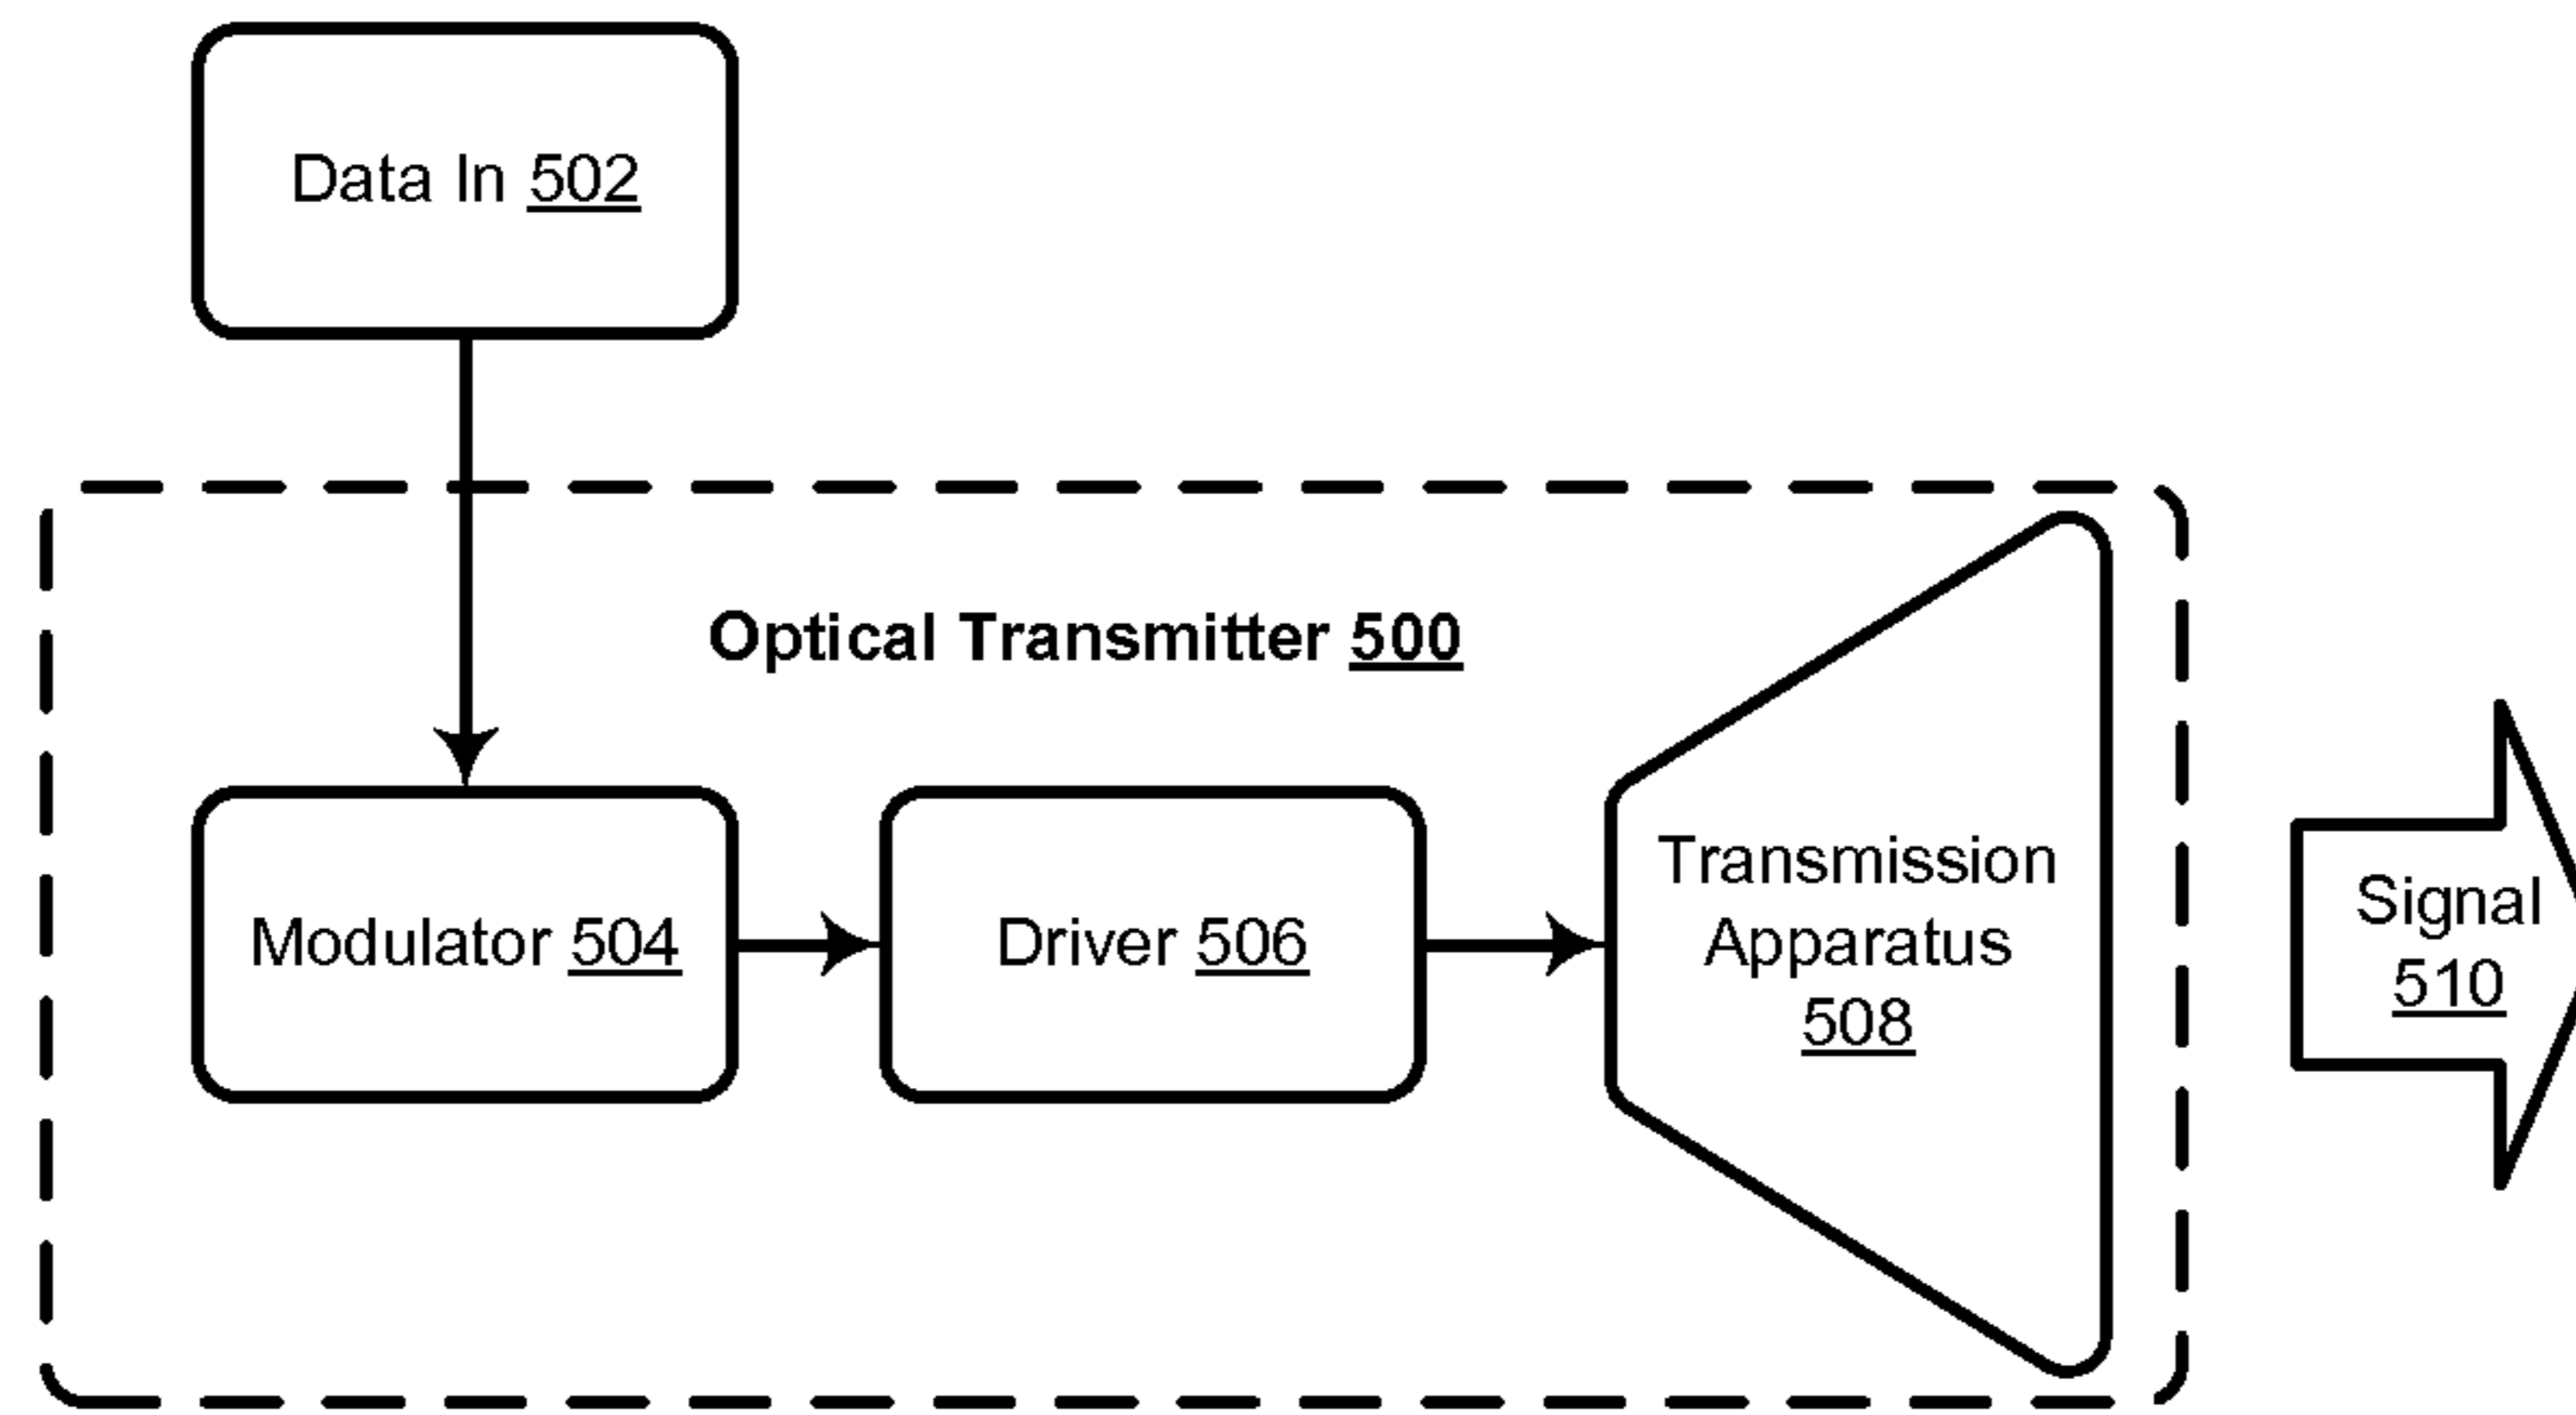 Data In 502
Optical Transmitter 500
Modulator 504
Driver 506
Transmission
Apparatus
508
Signal
510